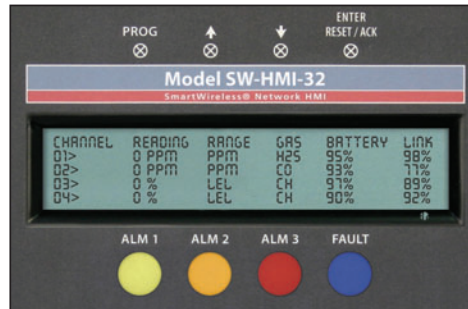 ENTER
PROG RESET / ACK
Model SW-HMI-32
SmartWireless® Network HMI
CHANNEL READING RANGE GAS BATTERY LINK
01> 0 PPM PPM H2S 95% 98%
02> 0 PPM PPM CO 93% 77%
03> 0 % LEL CH 97% 89%
04> 0 % LEL CH 90% 92%
ALM 1 ALM 2 ALM 3 FAULT